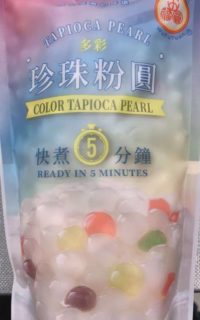 TAPIOCA PEARL
多彩
珍珠粉圓
COLOR TAPIOCA PEARL
快煮 5 分鐘
READY IN 5 MINUTES